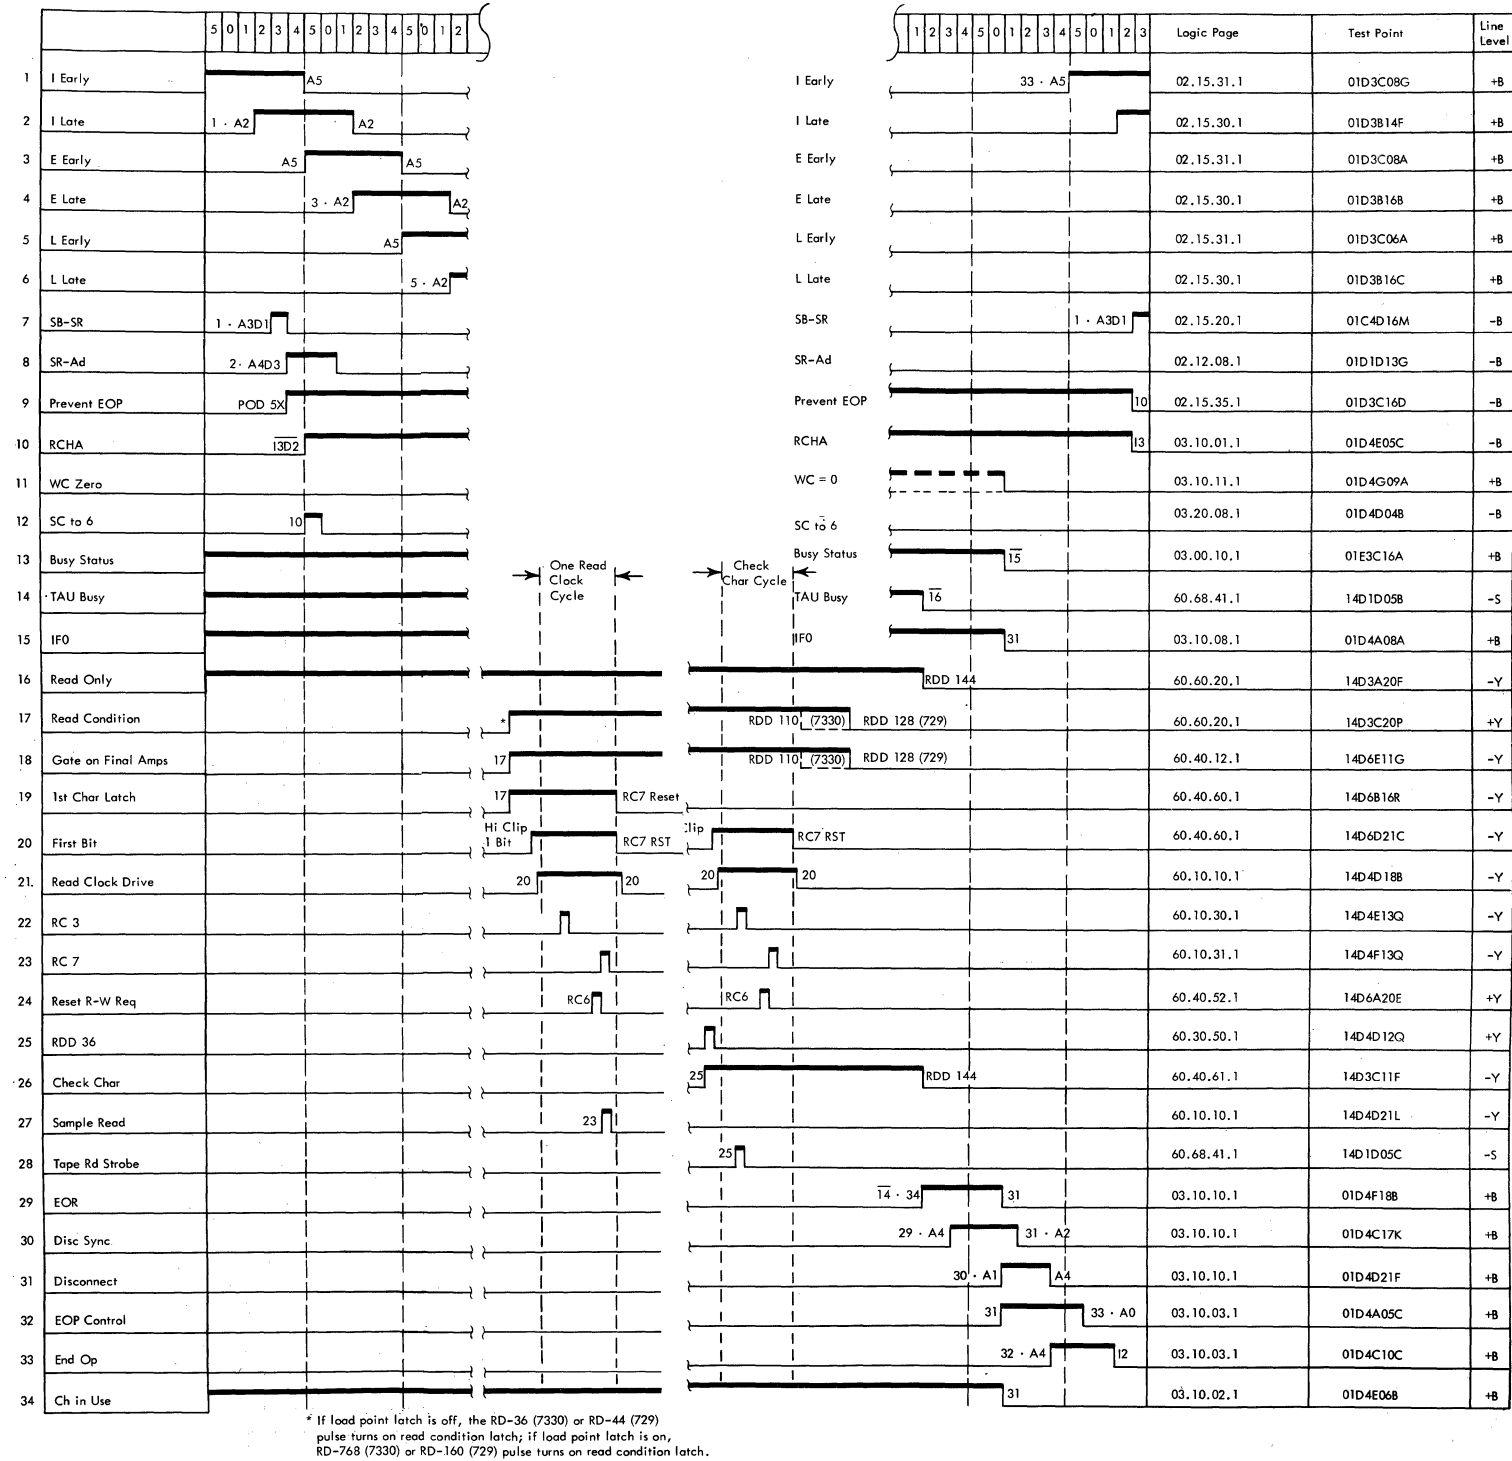 5 0 1 2 3 4 5 0 1 2 3 4 5 0 1 2 1 2 3 4 5 0 1 2 3 4 5 0 1 2 3 Logic Page Test Point Line Level
1 I Early A5 I Early 33 · A5 02.15.31.1 01D3C08G +B
2 I Late 1 · A2 A2 I Late 02.15.30.1 01D3B14F +B
3 E Early A5 A5 E Early 02.15.31.1 01D3C08A +B
4 E Late 3 · A2 A2 E Late 02.15.30.1 01D3B16B +B
5 L Early A5 L Early 02.15.31.1 01D3C06A +B
6 L Late 5 · A2 L Late 02.15.30.1 01D3B16C +B
7 SB-SR 1 · A3D1 SB-SR 1 · A3D1 02.15.20.1 01C4D16M -B
8 SR-Ad 2· A4D3 SR-Ad 02.12.08.1 01D1D13G -B
9 Prevent EOP POD 5X Prevent EOP 10 02.15.35.1 01D3C16D -B
10 RCHA I3D2 RCHA I3 03.10.01.1 01D4E05C -B
11 WC Zero WC = 0 03.10.11.1 01D4G09A +B
12 SC to 6 10 SC to 6 03.20.08.1 01D4D04B -B
13 Busy Status One Read Clock Cycle Check Char Cycle Busy Status 15 03.00.10.1 01E3C16A +B
14 TAU Busy TAU Busy 16 60.68.41.1 14D1D05B -S
15 IF0 IF0 31 03.10.08.1 01D4A08A +B
16 Read Only RDD 144 60.60.20.1 14D3A20F -Y
17 Read Condition * RDD 110 (7330) RDD 128 (729) 60.60.20.1 14D3C20P +Y
18 Gate on Final Amps 17 RDD 110 (7330) RDD 128 (729) 60.40.12.1 14D6E11G -Y
19 1st Char Latch 17 RC7 Reset 60.40.60.1 14D6B16R -Y
20 First Bit Hi Clip 1 Bit RC7 RST Clip RC7 RST 60.40.60.1 14D6D21C -Y
21. Read Clock Drive 20 20 20 20 60.10.10.1 14D4D18B -Y
22 RC 3 60.10.30.1 14D4E13Q -Y
23 RC 7 60.10.31.1 14D4F13Q -Y
24 Reset R-W Req RC6 RC6 60.40.52.1 14D6A20E +Y
25 RDD 36 60.30.50.1 14D4D12Q +Y
26 Check Char 25 RDD 144 60.40.61.1 14D3C11F -Y
27 Sample Read 23 60.10.10.1 14D4D21L -Y
28 Tape Rd Strobe 25 60.68.41.1 14D1D05C -S
29 EOR 14 · 34 31 03.10.10.1 01D4F18B +B
30 Disc Sync 29 · A4 31 · A2 03.10.10.1 01D4C17K +B
31 Disconnect 30 · A1 A4 03.10.10.1 01D4D21F +B
32 EOP Control 31 33 · A0 03.10.03.1 01D4A05C +B
33 End Op 32 · A4 I2 03.10.03.1 01D4C10C +B
34 Ch in Use 31 03.10.02.1 01D4E06B +B
* If load point latch is off, the RD-36 (7330) or RD-44 (729)
pulse turns on read condition latch; if load point latch is on,
RD-768 (7330) or RD-160 (729) pulse turns on read condition latch.